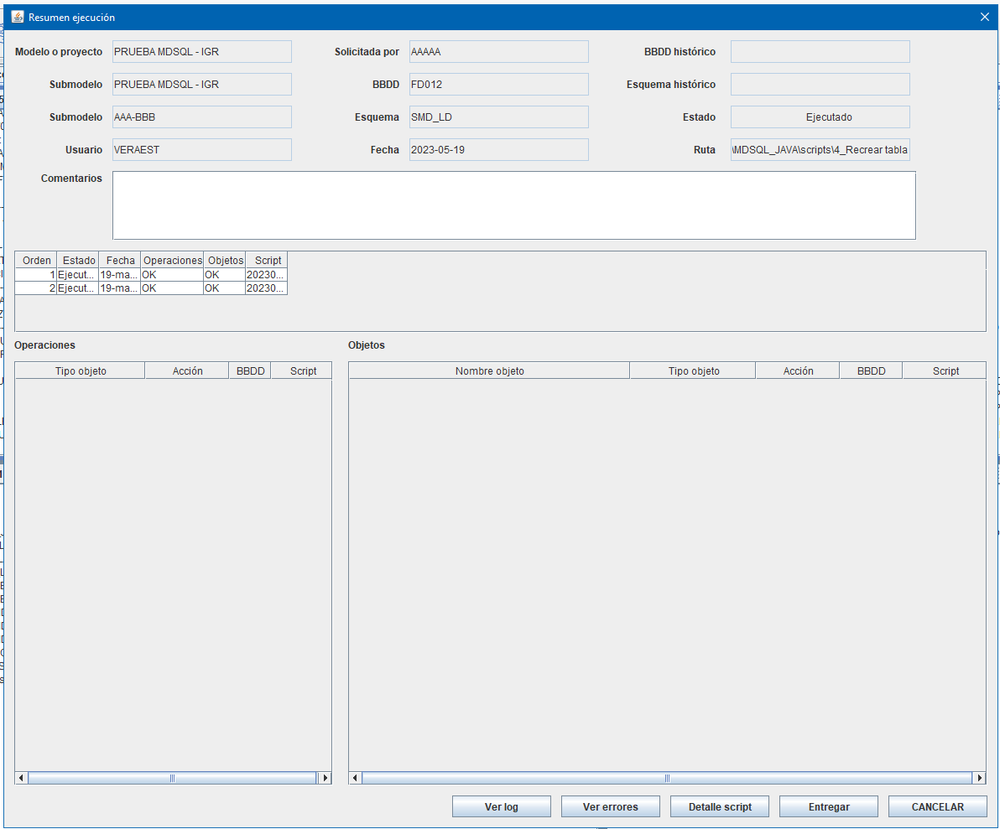 Resumen ejecución
Modelo o proyecto PRUEBA MDSQL - IGR Solicitada por AAAAA BBDD histórico
Submodelo PRUEBA MDSQL - IGR BBDD FD012 Esquema histórico
Submodelo AAA-BBB Esquema SMD_LD Estado Ejecutado
Usuario VERAEST Fecha 2023-05-19 Ruta \MDSQL_JAVA\scripts\4_Recrear tabla
Comentarios
Orden Estado Fecha Operaciones Objetos Script
1 Ejecut... 19-ma... OK OK 20230...
2 Ejecut... 19-ma... OK OK 20230...
Operaciones Objetos
Tipo objeto Acción BBDD Script Nombre objeto Tipo objeto Acción BBDD Script
Ver log Ver errores Detalle script Entregar CANCELAR